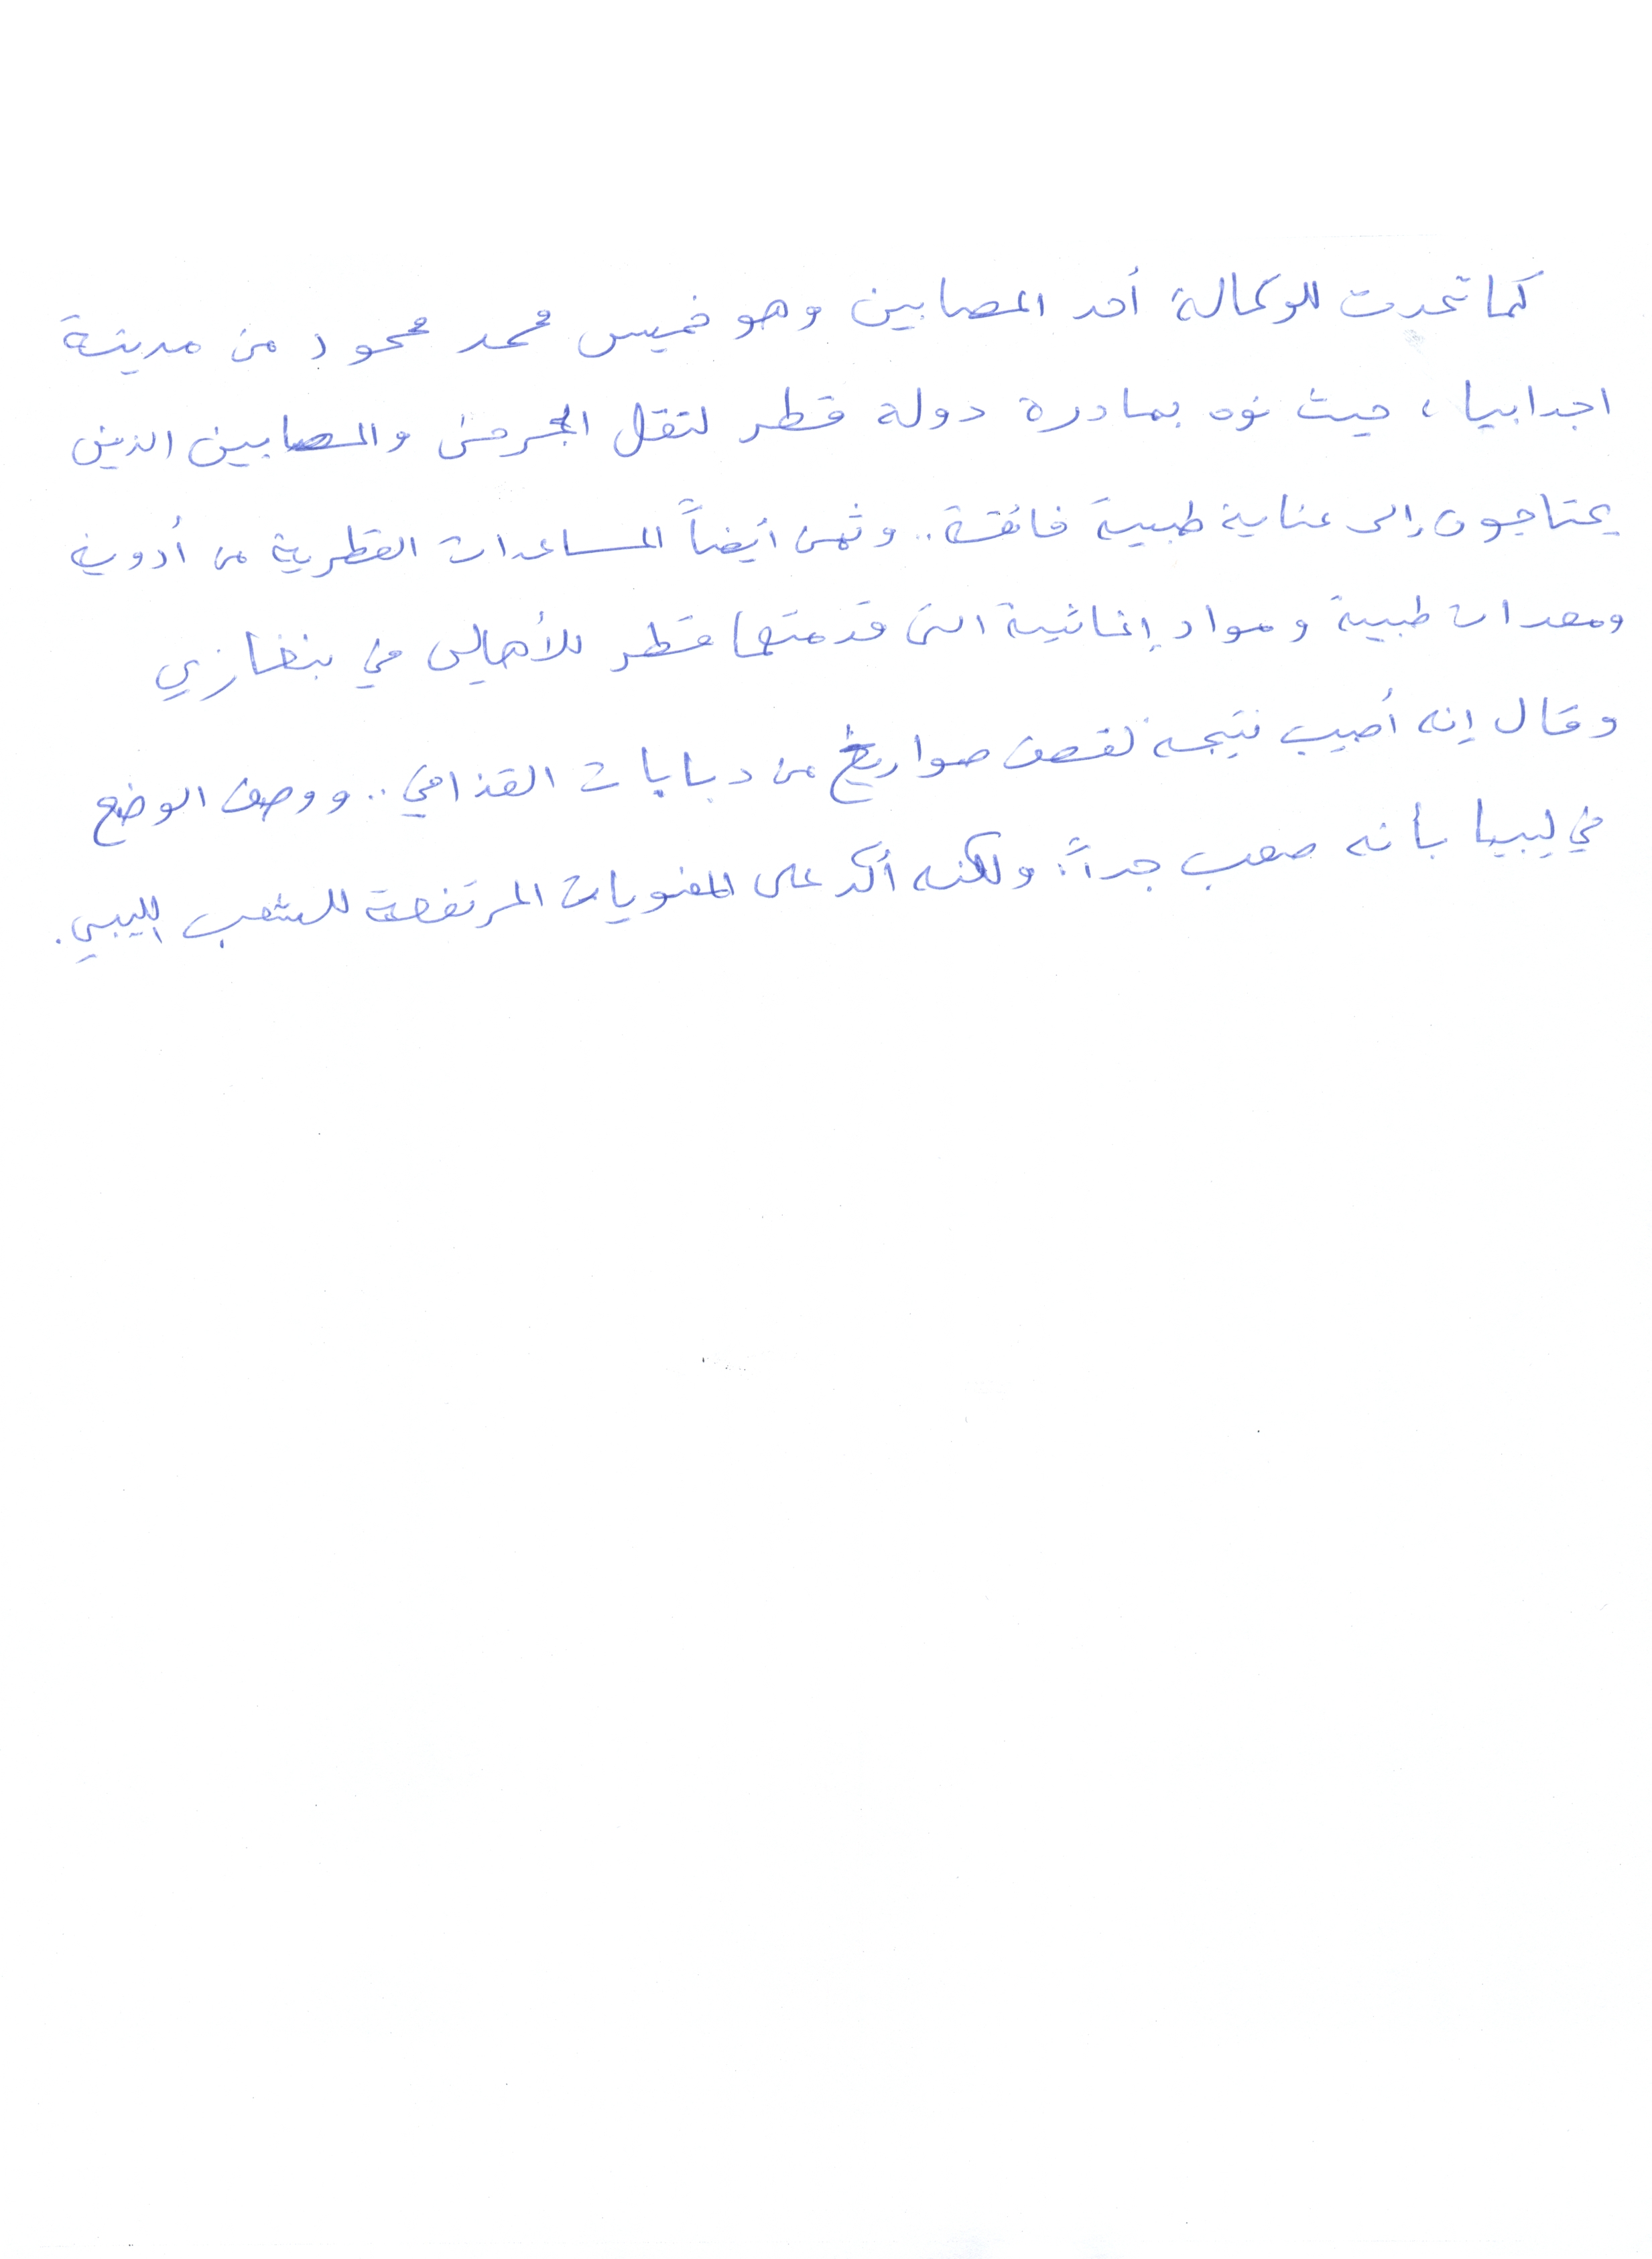 كما تحدث للوكالة أحد المصابين وهو خميس محمد محمود من مدينة
اجدابيا، حيث نوه بمبادرة دولة قطر لنقل الجرحى والمصابين الذين
يحتاجون إلى عناية طبية فائقة.. وثمن أيضاً المساعدات القطرية من أدوية
ومعدات طبية ومواد إغاثية التي قدمتها قطر للأهالي في بنغازي
وقال إنه أصيب نتيجة لقصف صواريخ من دبابات القذافي.. ووصف الوضع
في ليبيا بأنه صعب جداً: ولكنه أكد على المعنويات المرتفعة للشعب الليبي.